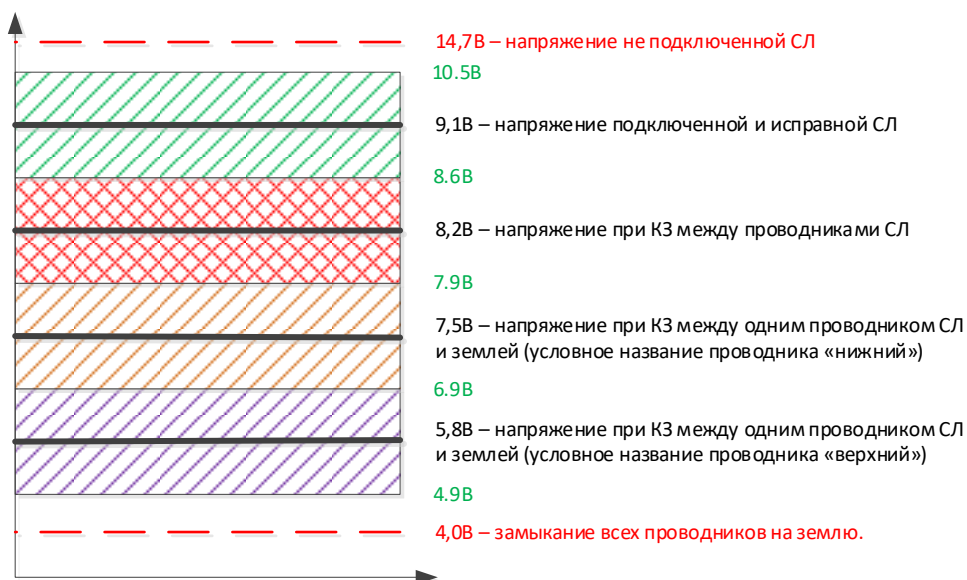 14,7В – напряжение не подключенной СЛ
10.5В
9,1В – напряжение подключенной и исправной СЛ
8.6В
8,2В – напряжение при КЗ между проводниками СЛ
7.9В
7,5В – напряжение при КЗ между одним проводником СЛ
и землей (условное название проводника «нижний»)
6.9В
5,8В – напряжение при КЗ между одним проводником СЛ
и землей (условное название проводника «верхний»)
4.9В
4,0В – замыкание всех проводников на землю.